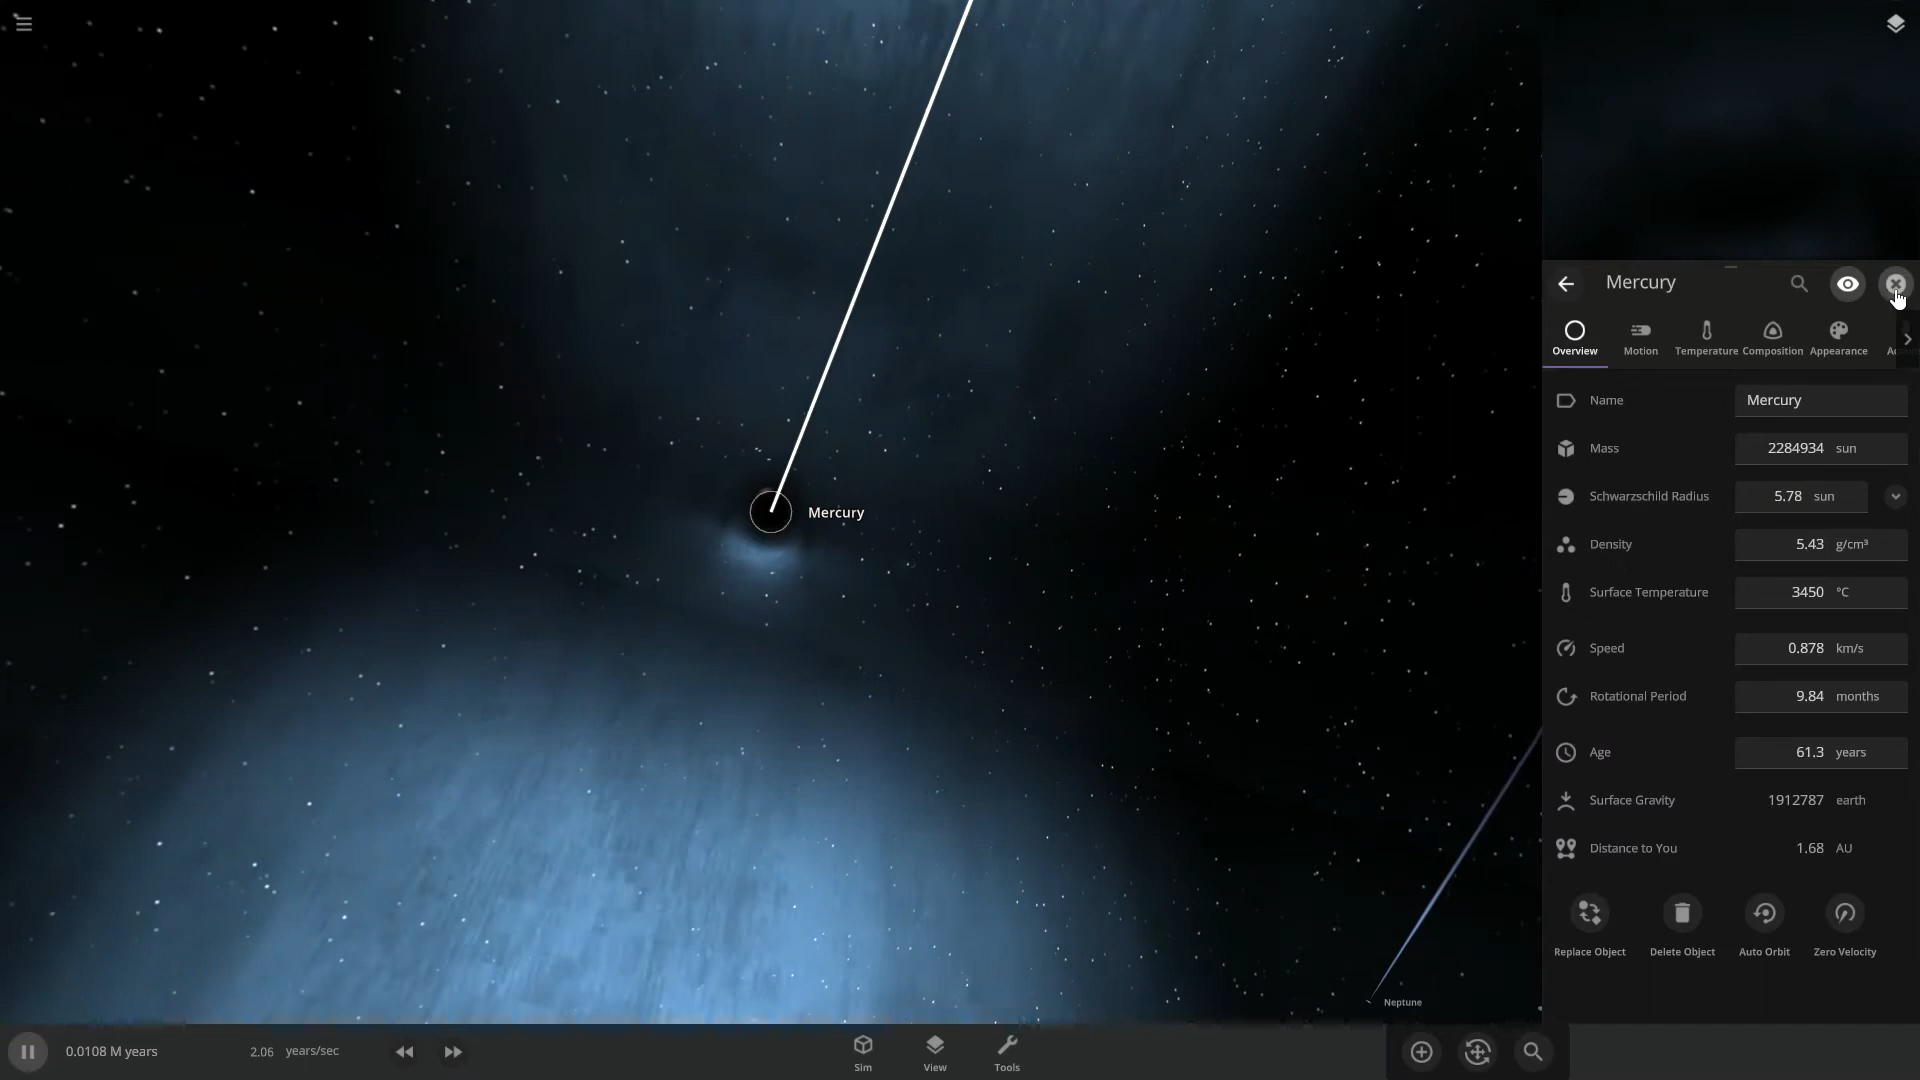 Mercury
Overview
Motion
Temperature
Composition
Appearance
Name
Mercury
Mass
2284934 sun
Schwarzschild Radius
5.78 sun
Density
5.43 g/cm³
Surface Temperature
3450 °C
Speed
0.878 km/s
Rotational Period
9.84 months
Age
61.3 years
Surface Gravity
1912787 earth
Distance to You
1.68 AU
Replace Object
Delete Object
Auto Orbit
Zero Velocity
Mercury
Neptune
0.0108 M years
2.06 years/sec
Sim
View
Tools